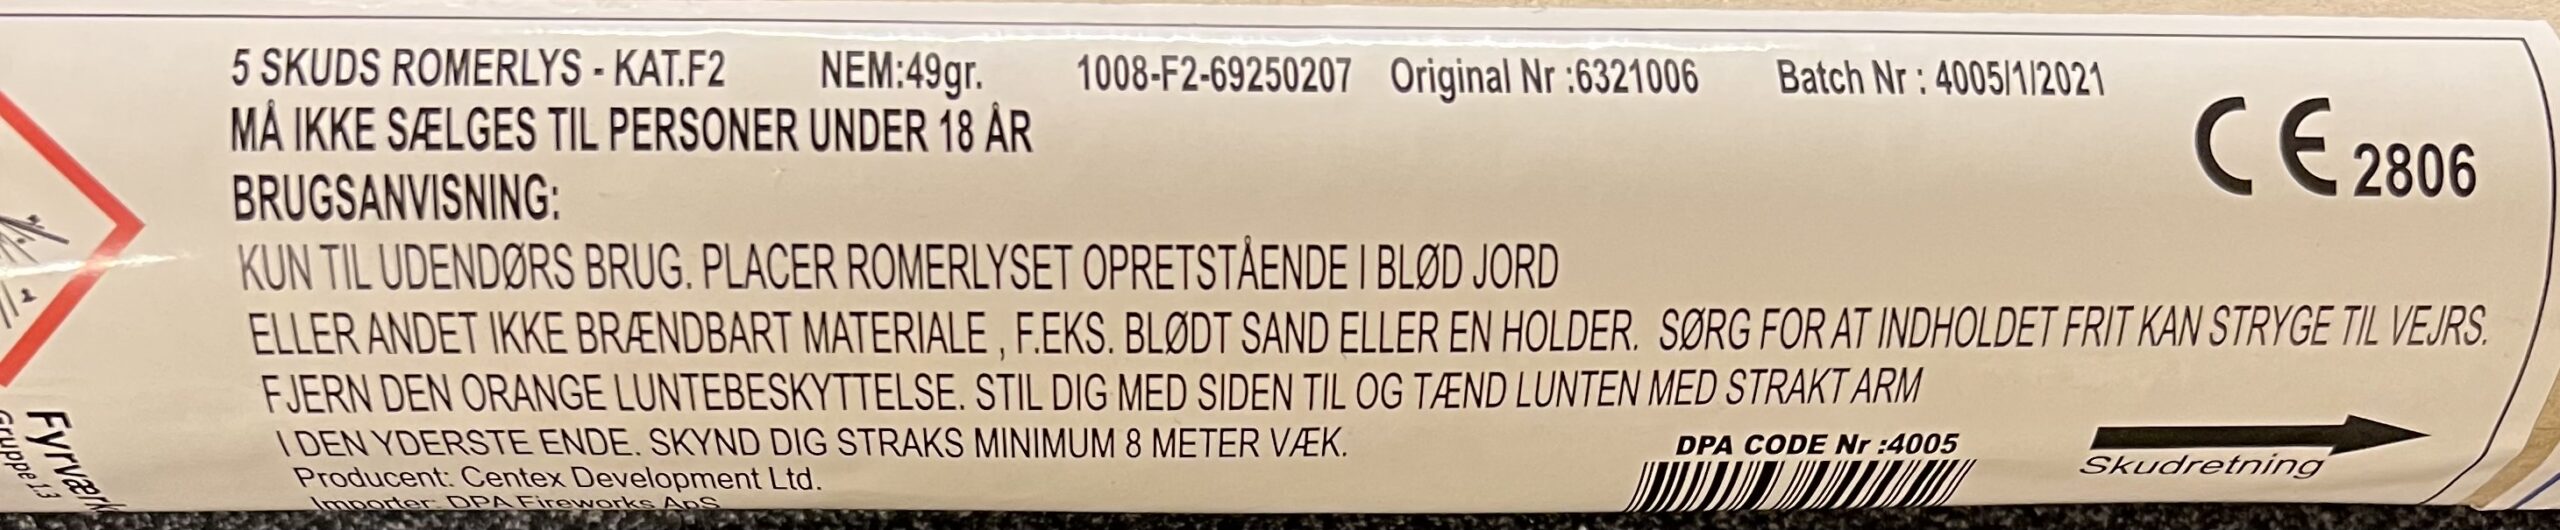 5 SKUDS ROMERLYS - KAT.F2 NEM:49gr. 1008-F2-69250207 Original Nr :6321006 Batch Nr : 4005/1/2021
MÅ IKKE SÆLGES TIL PERSONER UNDER 18 ÅR
CE 2806
BRUGSANVISNING:
KUN TIL UDENDØRS BRUG. PLACER ROMERLYSET OPRETSTÅENDE I BLØD JORD
ELLER ANDET IKKE BRÆNDBART MATERIALE , F.EKS. BLØDT SAND ELLER EN HOLDER. SØRG FOR AT INDHOLDET FRIT KAN STRYGE TIL VEJRS.
FJERN DEN ORANGE LUNTEBESKYTTELSE. STIL DIG MED SIDEN TIL OG TÆND LUNTEN MED STRAKT ARM
I DEN YDERSTE ENDE. SKYND DIG STRAKS MINIMUM 8 METER VÆK.
Producent: Centex Development Ltd.
Importer: DPA Fireworks ApS
DPA CODE Nr :4005
Skudretning
Fyrværk
Gruppe 1.3